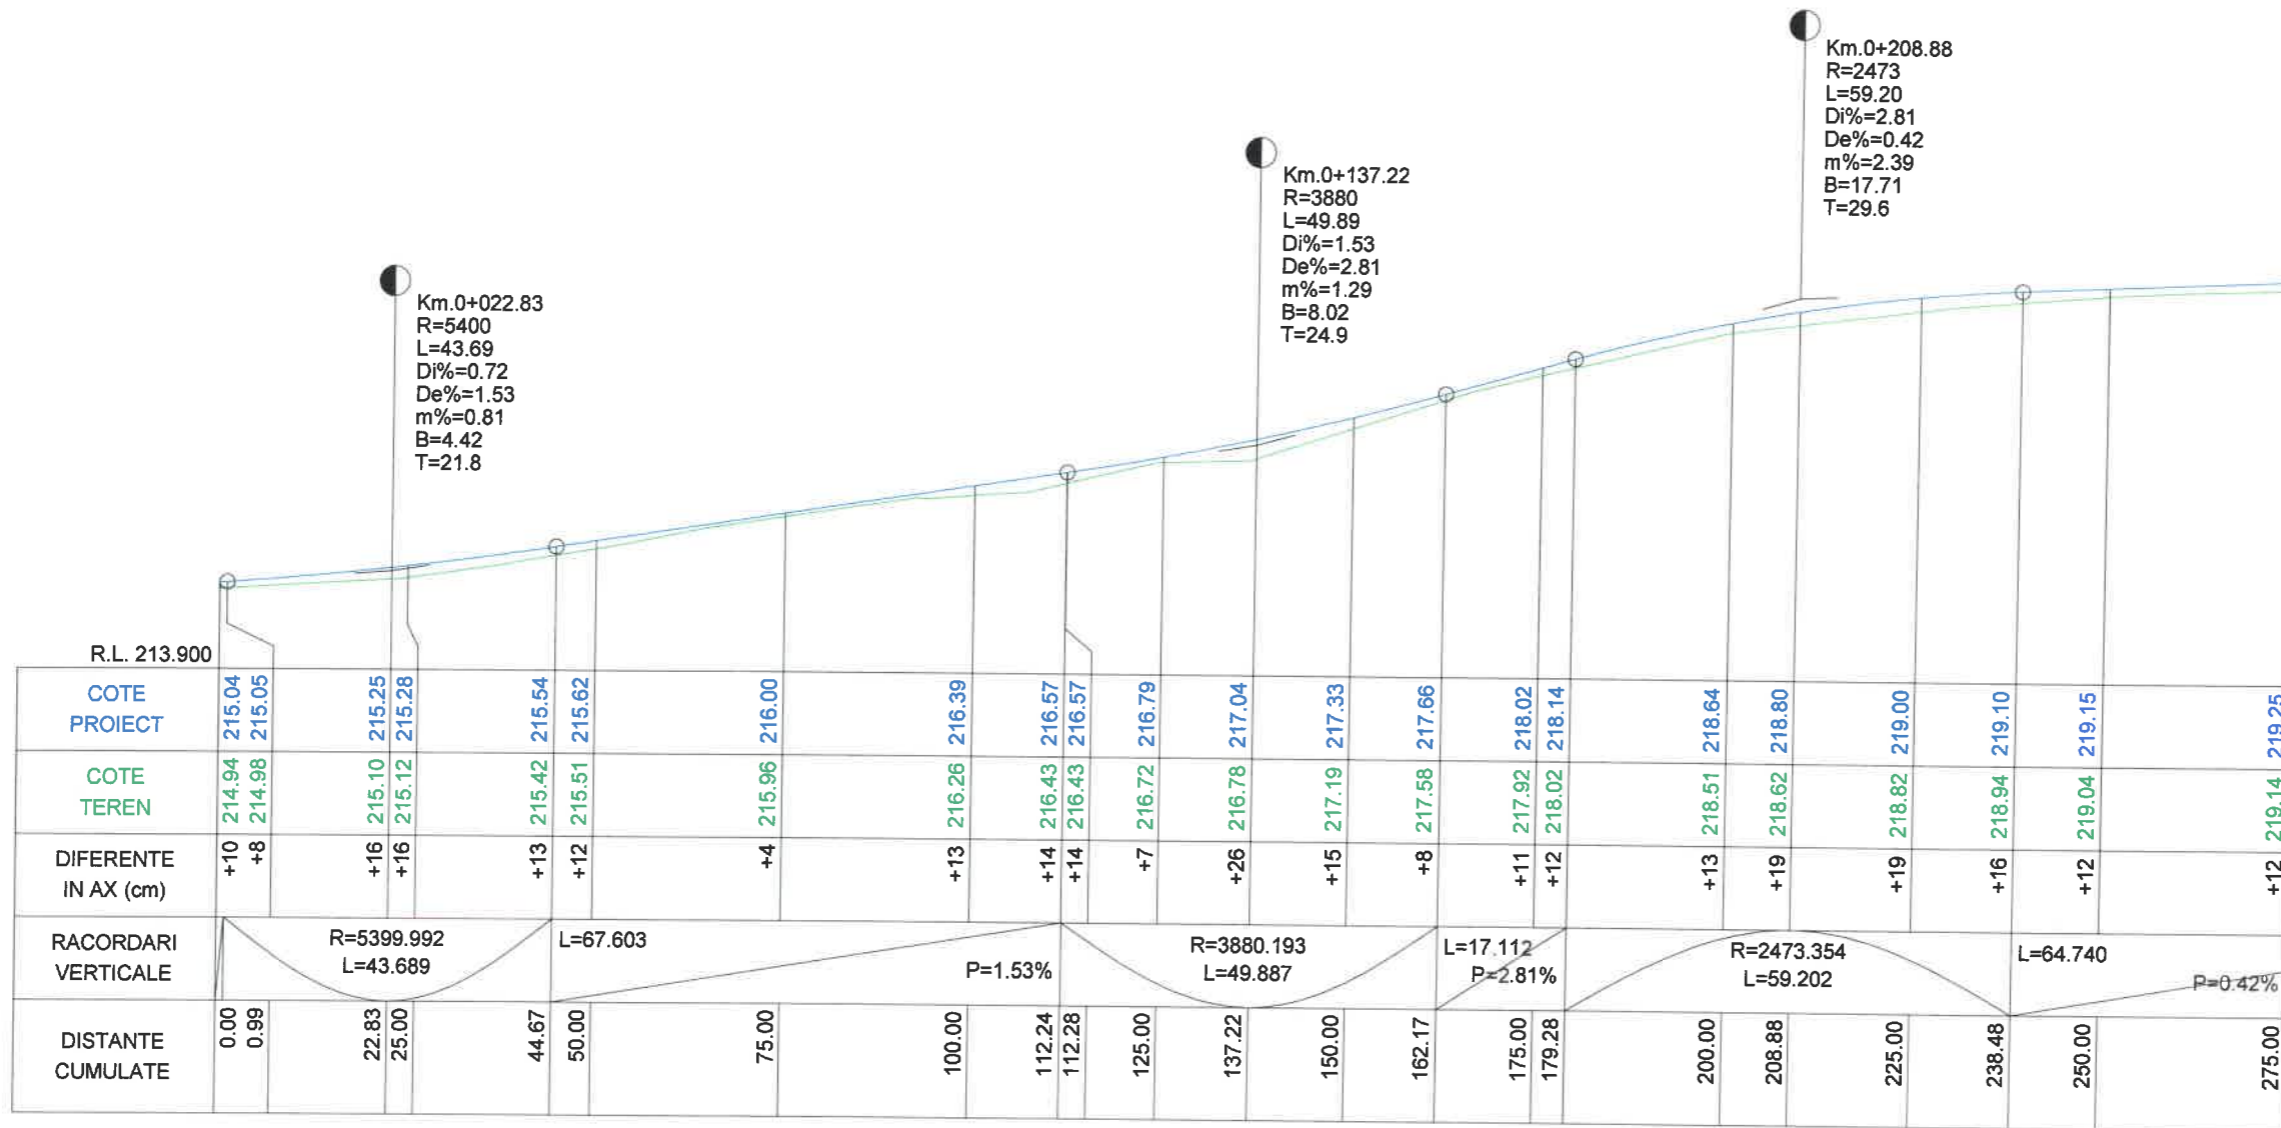 Km.0+208.88
R=2473
L=59.20
Di%=2.81
De%=0.42
m%=2.39
B=17.71
T=29.6
Km.0+137.22
R=3880
L=49.89
Di%=1.53
De%=2.81
m%=1.29
B=8.02
T=24.9
Km.0+022.83
R=5400
L=43.69
Di%=0.72
De%=1.53
m%=0.81
B=4.42
T=21.8
R.L. 213.900
COTE
PROIECT
215.04 215.05 215.25 215.28 215.54 215.62 216.00 216.39 216.57 216.57 216.79 217.04 217.33 217.66 218.02 218.14 218.64 218.80 219.00 219.10 219.15 219.25
COTE
TEREN
214.94 214.98 215.10 215.12 215.42 215.51 215.96 216.26 216.43 216.43 216.72 216.78 217.19 217.58 217.92 218.02 218.51 218.62 218.82 218.94 219.04 219.14
DIFERENTE
IN AX (cm)
+10 +8 +16 +16 +13 +12 +4 +13 +14 +14 +7 +26 +15 +8 +11 +12 +13 +19 +19 +16 +12 +12
RACORDARI
VERTICALE
R=5399.992
L=43.689
L=67.603
P=1.53%
R=3880.193
L=49.887
L=17.112
P=2.81%
R=2473.354
L=59.202
L=64.740
P=0.42%
DISTANTE
CUMULATE
0.00 0.99 22.83 25.00 44.67 50.00 75.00 100.00 112.24 112.28 125.00 137.22 150.00 162.17 175.00 179.28 200.00 208.88 225.00 238.48 250.00 275.00